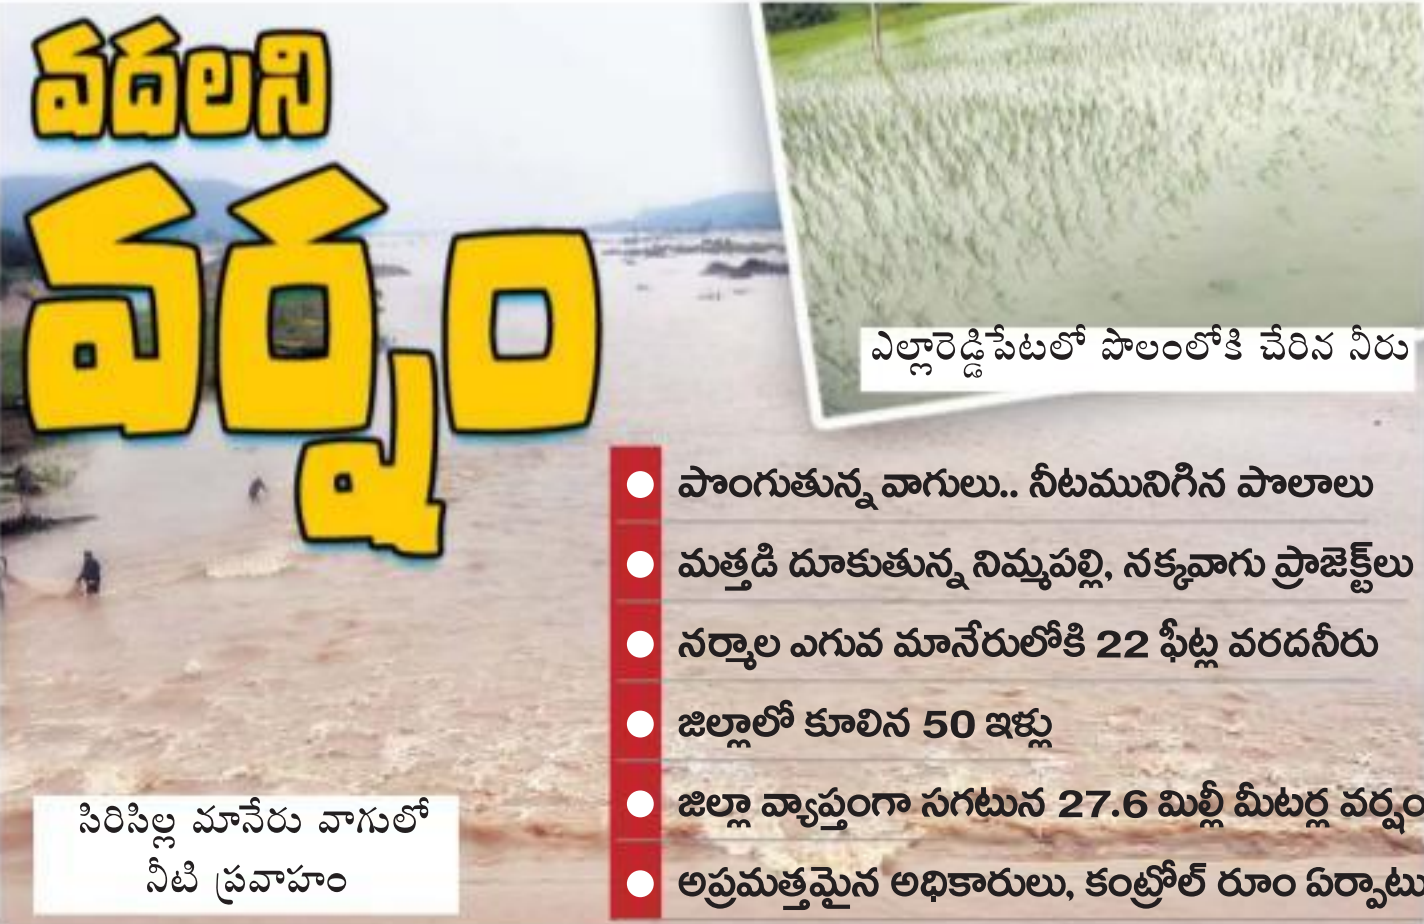 వదలని
వర్షం
ఎల్లారెడ్డిపేటలో పొలంలోకి చేరిన నీరు
పొంగుతున్న వాగులు.. నీటమునిగిన పొలాలు
మత్తడి దూకుతున్న నిమ్మపల్లి, నక్కవాగు ప్రాజెక్ట్‌లు
నర్మాల ఎగువ మానేరులోకి 22 ఫీట్ల వరదనీరు
జిల్లాలో కూలిన 50 ఇళ్లు
జిల్లా వ్యాప్తంగా సగటున 27.6 మిల్లీ మీటర్ల వర్షం
అప్రమత్తమైన అధికారులు, కంట్రోల్ రూం ఏర్పాటు
సిరిసిల్ల మానేరు వాగులో
నీటి ప్రవాహం